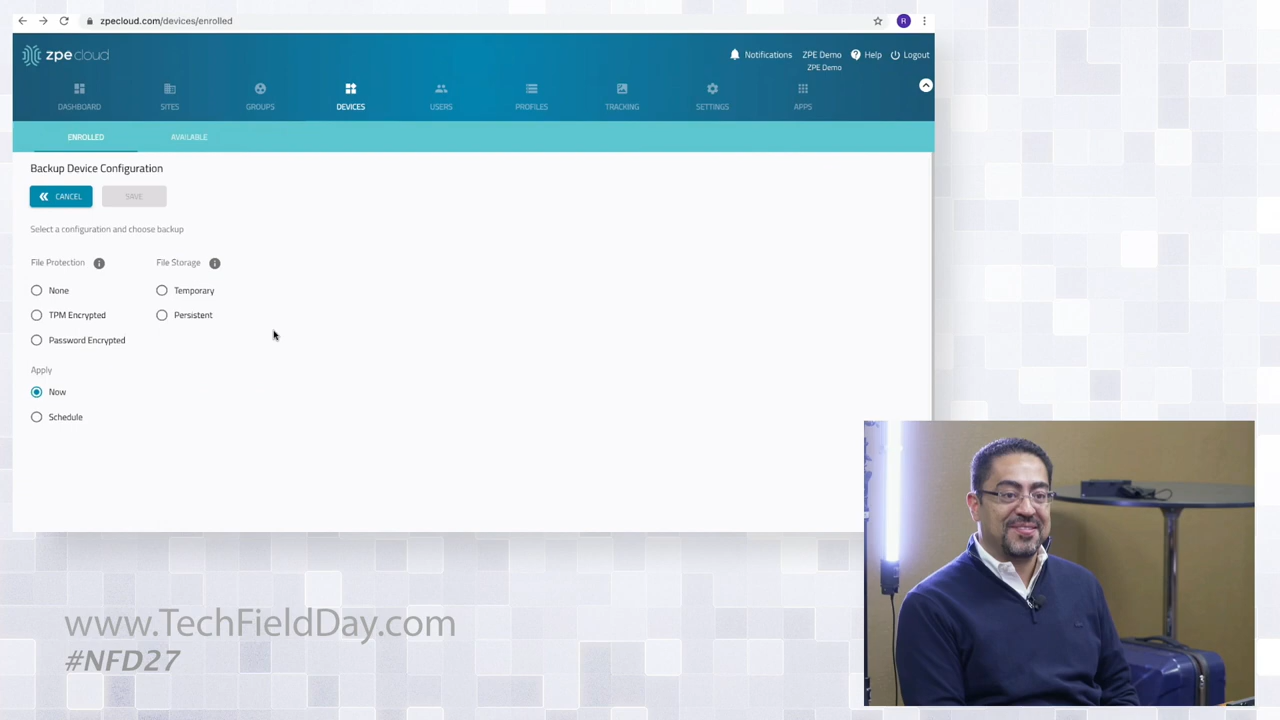 zpecloud.com/devices/enrolled
R
zpe cloud
Notifications
ZPE Demo
Help
Logout
ZPE Demo
DASHBOARD
SITES
GROUPS
DEVICES
USERS
PROFILES
TRACKING
SETTINGS
APPS
ENROLLED
AVAILABLE
Backup Device Configuration
CANCEL
SAVE
Select a configuration and choose backup
File Protection
File Storage
None
Temporary
TPM Encrypted
Persistent
Password Encrypted
Apply
Now
Schedule
www.TechFieldDay.com
#NFD27